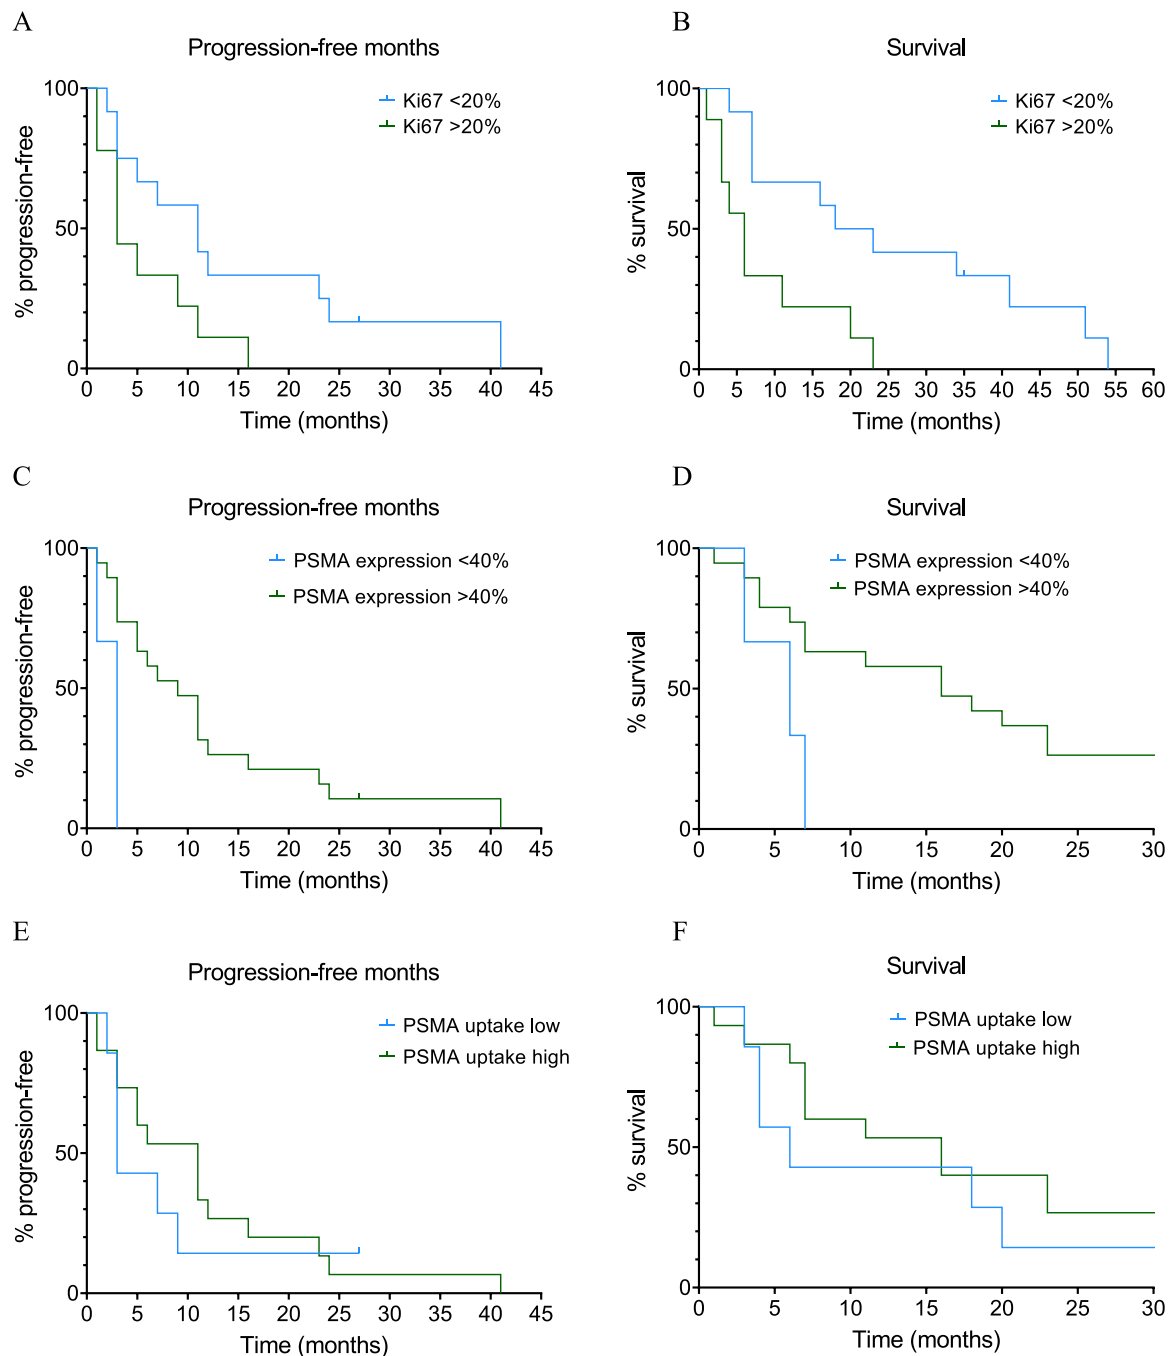 A
Progression-free months
100
50
0
% progression-free
Ki67 <20%
Ki67 >20%
0 5 10 15 20 25 30 35 41 45
Time (months)
B
Survival
100
50
0
% survival
Ki67 <20%
Ki67 >20%
0 5 10 15 20 25 30 35 40 45 50 55 60
Time (months)
C
Progression-free months
100
50
0
% progression-free
PSMA expression <40%
PSMA expression >40%
0 5 10 15 20 25 30 35 41 45
Time (months)
D
Survival
100
50
0
% survival
PSMA expression <40%
PSMA expression >40%
0 5 10 15 20 25 30
Time (months)
E
Progression-free months
100
50
0
% progression-free
PSMA uptake low
PSMA uptake high
0 5 10 15 20 25 30 35 41 45
Time (months)
F
Survival
100
50
0
% survival
PSMA uptake low
PSMA uptake high
0 5 10 15 20 25 30
Time (months)